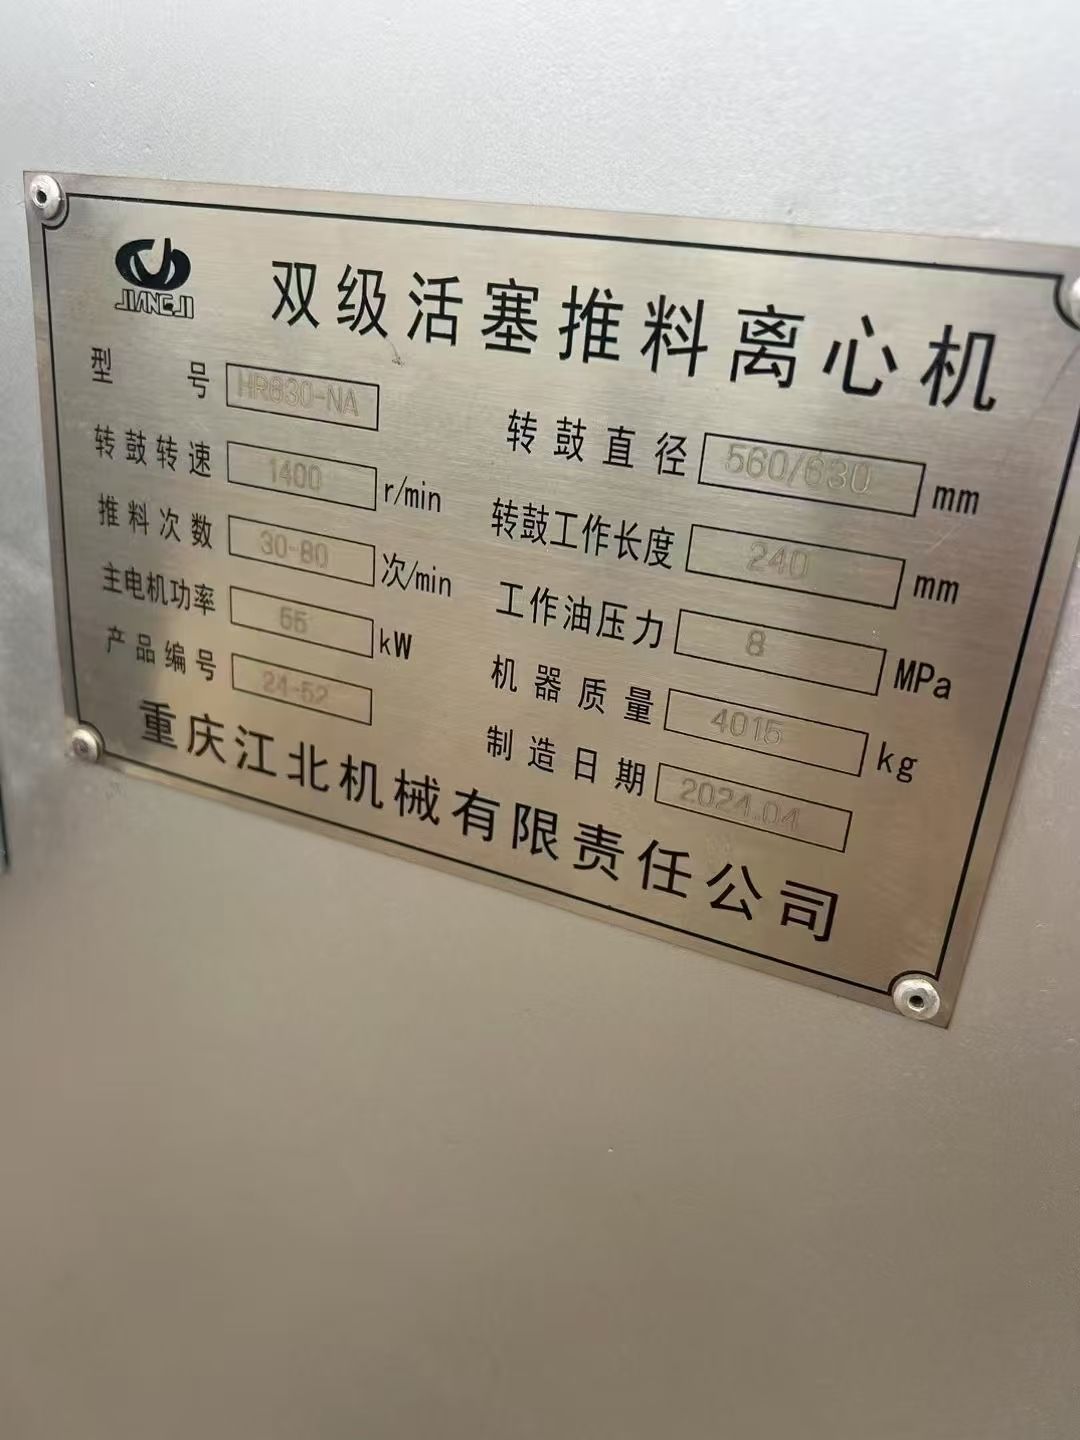 JIANGJI
双级活塞推料离心机
型号 HR630-NA
转鼓直径 560/630 mm
转鼓转速 1400 r/min
转鼓工作长度 240 mm
推料次数 30-80 次/min
工作油压力 8 MPa
主电机功率 55 kW
机器质量 4015 kg
产品编号 24-52
制造日期 2024.04
重庆江北机械有限责任公司